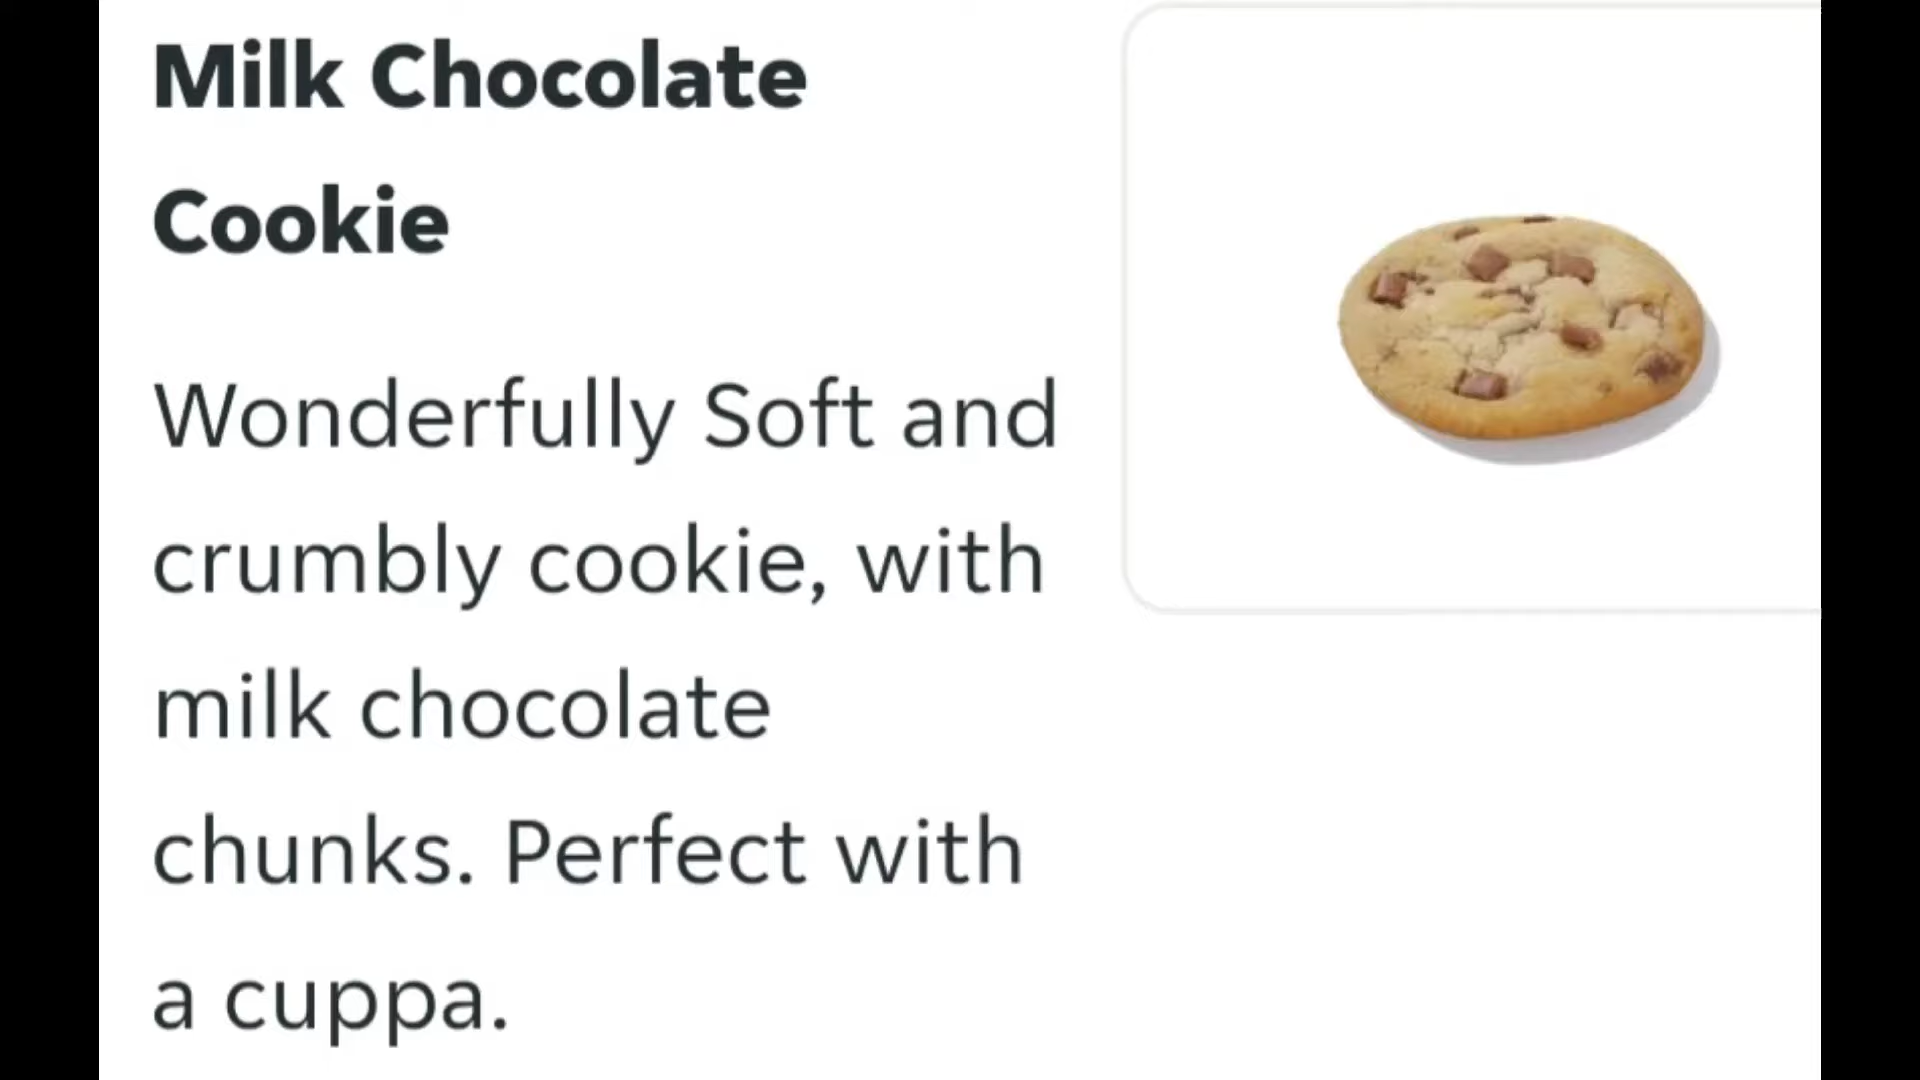 Milk Chocolate
Cookie
Wonderfully Soft and
crumbly cookie, with
milk chocolate
chunks. Perfect with
a cuppa.